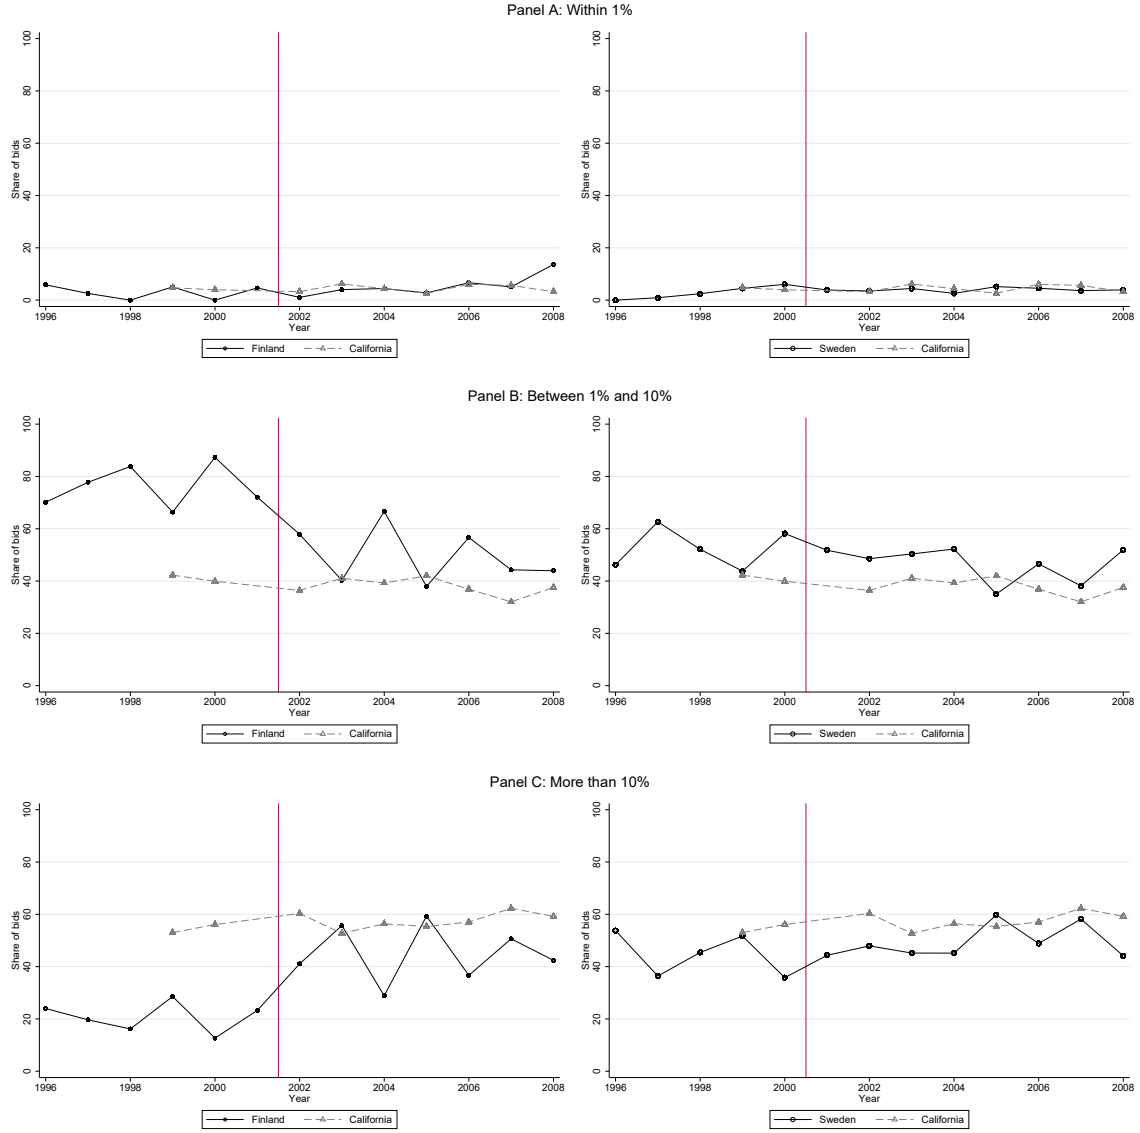 Panel A: Within 1%
Share of bids
0 20 40 60 80 100
1996 1998 2000 2002 2004 2006 2008
Year
Finland California
Share of bids
0 20 40 60 80 100
1996 1998 2000 2002 2004 2006 2008
Year
Sweden California
Panel B: Between 1% and 10%
Share of bids
0 20 40 60 80 100
1996 1998 2000 2002 2004 2006 2008
Year
Finland California
Share of bids
0 20 40 60 80 100
1996 1998 2000 2002 2004 2006 2008
Year
Sweden California
Panel C: More than 10%
Share of bids
0 20 40 60 80 100
1996 1998 2000 2002 2004 2006 2008
Year
Finland California
Share of bids
0 20 40 60 80 100
1996 1998 2000 2002 2004 2006 2008
Year
Sweden California